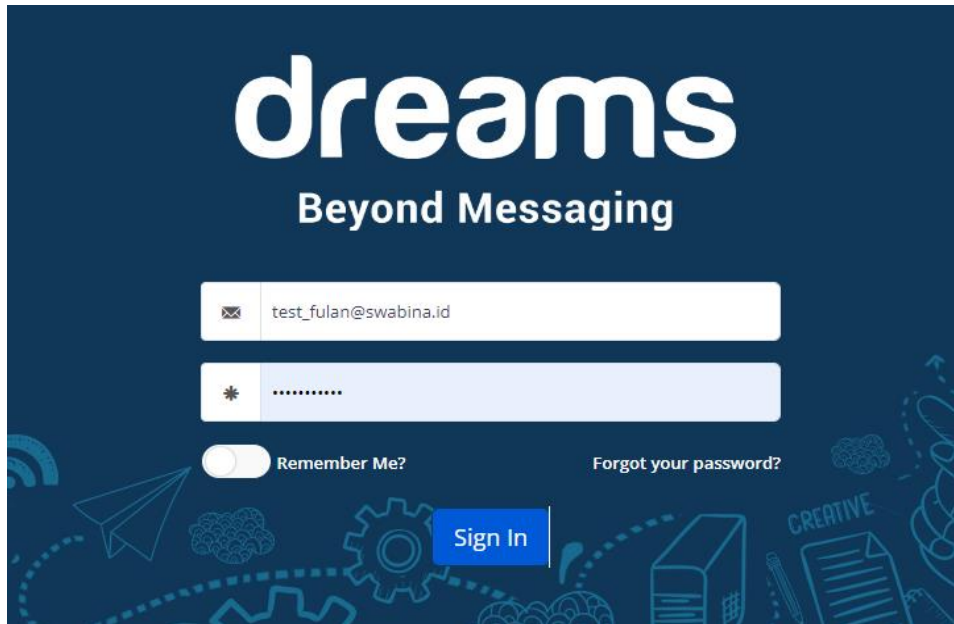 dreams
Beyond Messaging
test_fulan@swabina.id
•••••••••••
Remember Me?
Forgot your password?
Sign In
CREATIVE